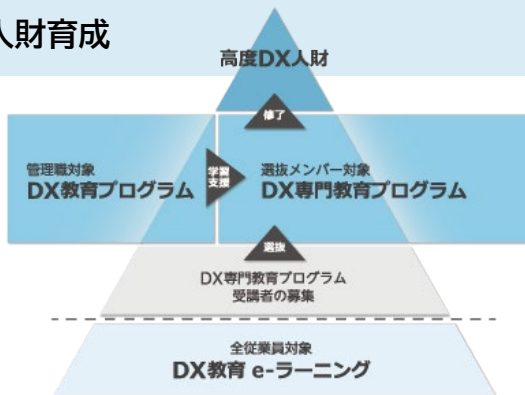 人財育成
高度DX人財
修了
管理職対象
DX教育プログラム
学習
支援
選抜メンバー対象
DX専門教育プログラム
選抜
DX専門教育プログラム
受講者の募集
全従業員対象
DX教育 e-ラーニング